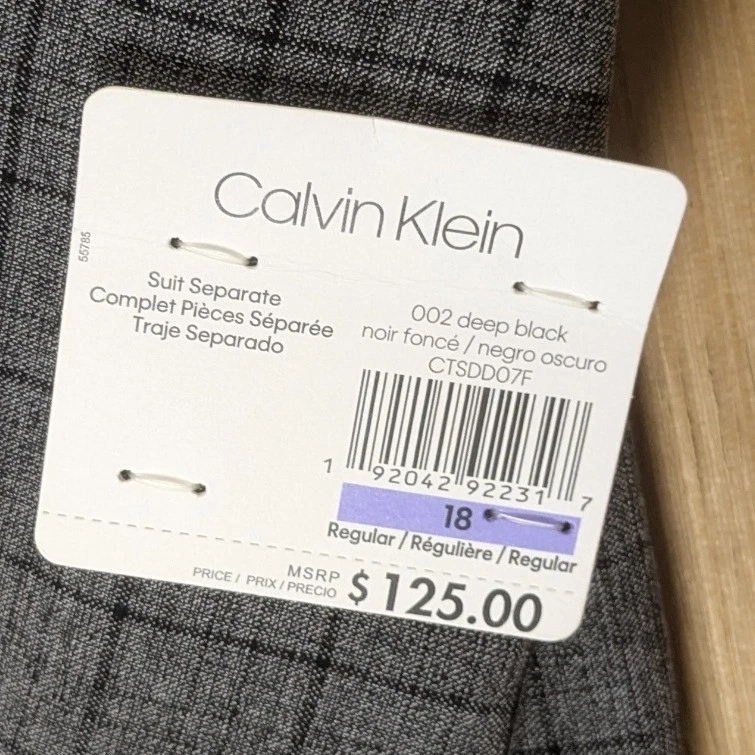 Calvin Klein
55785
Suit Separate
Complet Pièces Séparée
Traje Separado
002 deep black
noir foncé / negro oscuro
CTSDD07F
1 92042 92231 7
18
Regular / Régulière / Regular
MSRP
PRICE / PRIX / PRECIO
$125.00